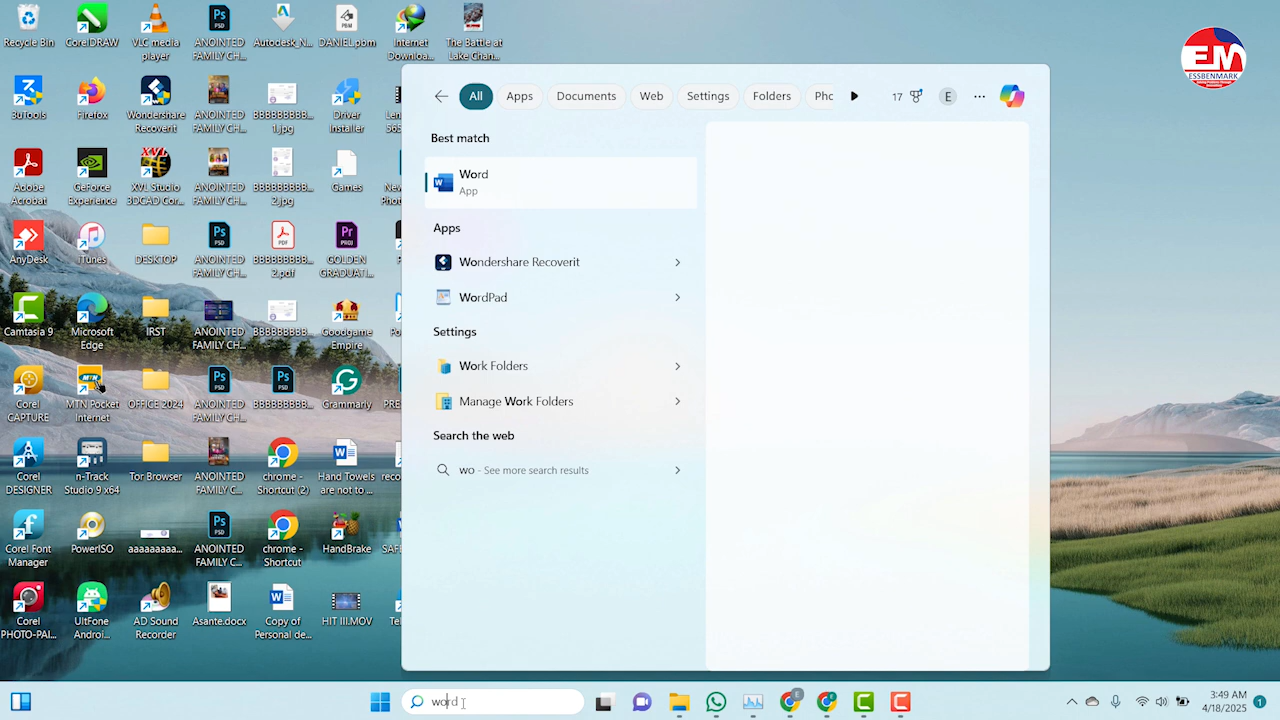 Recycle Bin
CorelDRAW
VLC media
player
ANOINTED
FAMILY CH...
Autodesk_N...
DANIEL.pbm
Internet
Downloa...
The Battle at
Lake Chan...
EM
ESSBENMARK
3uTools
Firefox
Wondershare
Recoverit
ANOINTED
FAMILY CH...
BBBBBBBBB...
1.jpg
Driver
Installer
Adobe
Acrobat
GeForce
Experience
XVL Studio
3DCAD Cor...
ANOINTED
FAMILY CH...
BBBBBBBBB...
2.jpg
Games
AnyDesk
iTunes
DESKTOP
ANOINTED
FAMILY CH...
BBBBBBBBB...
2.pdf
GOLDEN
GRADUATI...
Camtasia 9
Microsoft
Edge
IRST
ANOINTED
FAMILY CH...
BBBBBBBBB...
Goodgame
Empire
Corel
CAPTURE
MTN Pocket
Internet
OFFICE 2024
ANOINTED
FAMILY CH...
BBBBBBBBB...
Grammarly
Corel
DESIGNER
n-Track
Studio 9 x64
Tor Browser
ANOINTED
FAMILY C...
chrome -
Shortcut (2)
Hand Towels
are not to ...
Corel Font
Manager
PowerISO
aaaaaaaa...
ANOINTED
FAMILY C...
chrome -
Shortcut
HandBrake
Corel
PHOTO-PAI...
UltFone
Androi...
AD Sound
Recorder
Asante.docx
Copy of
Personal de...
HIT III.MOV
All
Apps
Documents
Web
Settings
Folders
Phc
17
E
...
Best match
Word
App
Apps
Wondershare Recoverit
WordPad
Settings
Work Folders
Manage Work Folders
Search the web
wo - See more search results
word
3:49 AM
4/18/2025
1